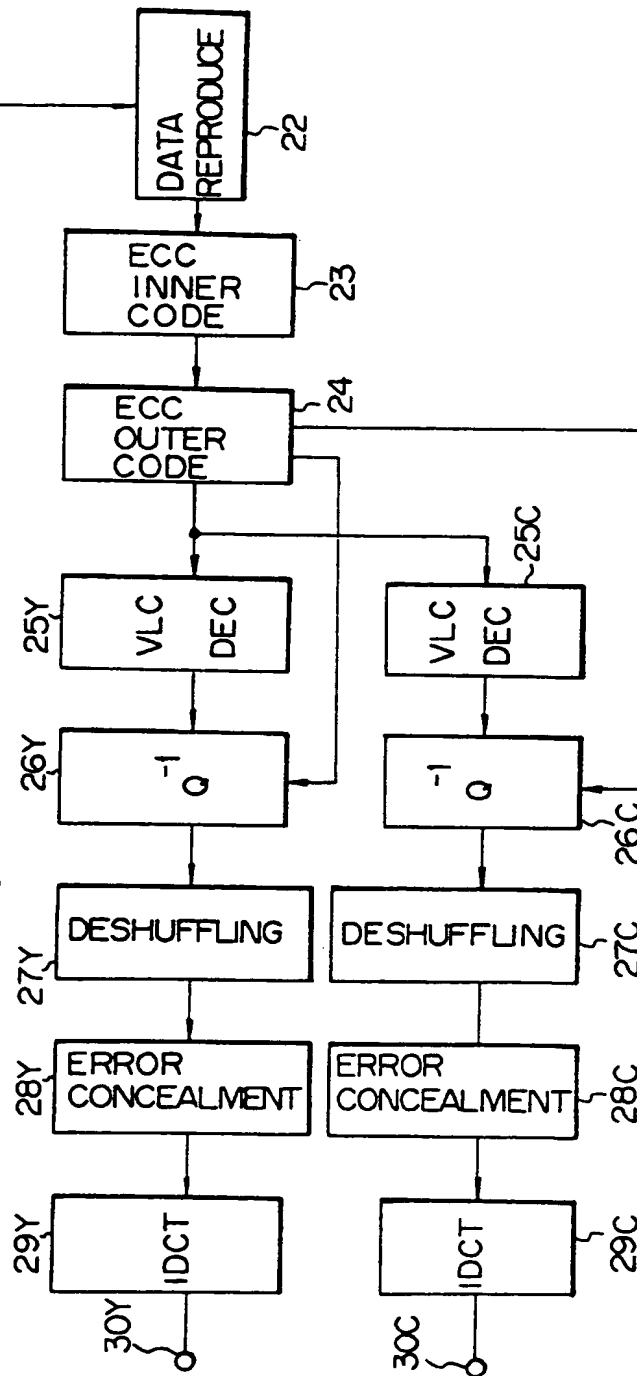 DATA
REPRODUCE
22
ECC
INNER
CODE
23
ECC
OUTER
CODE
24
25Y
VLC
DEC
VLC
DEC
25C
26Y
Q⁻¹
Q⁻¹
26C
27Y
DESHUFFLING
DESHUFFLING
27C
28Y
ERROR
CONCEALMENT
ERROR
CONCEALMENT
28C
29Y
IDCT
IDCT
29C
30Y
30C